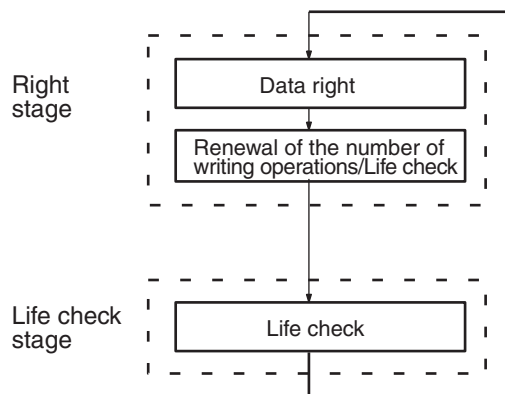 Right
stage
Data right
Renewal of the number of
writing operations/Life check
Life check
stage
Life check